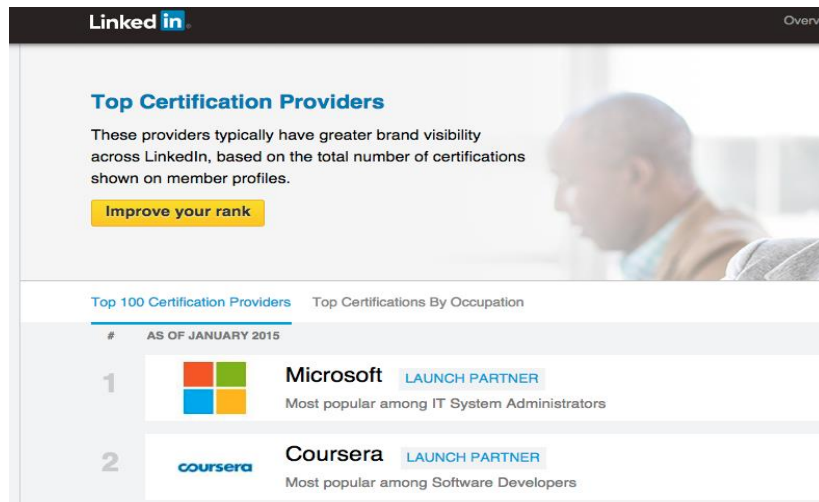 Linked in
Overv
Top Certification Providers
These providers typically have greater brand visibility
across LinkedIn, based on the total number of certifications
shown on member profiles.
Improve your rank
Top 100 Certification Providers Top Certifications By Occupation
# AS OF JANUARY 2015
1 Microsoft LAUNCH PARTNER
Most popular among IT System Administrators
2 coursera Coursera LAUNCH PARTNER
Most popular among Software Developers